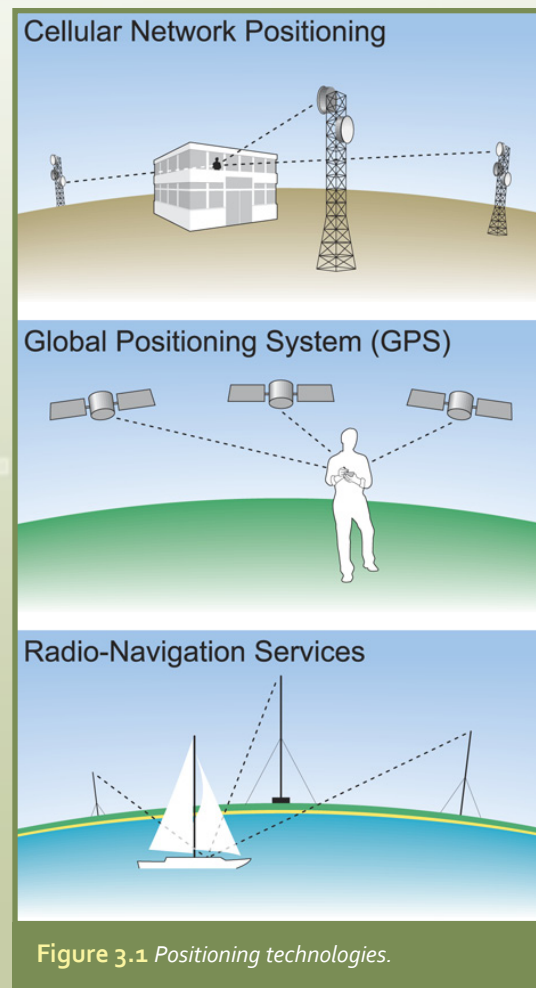 Cellular Network Positioning
Global Positioning System (GPS)
Radio-Navigation Services
Figure 3.1 Positioning technologies.